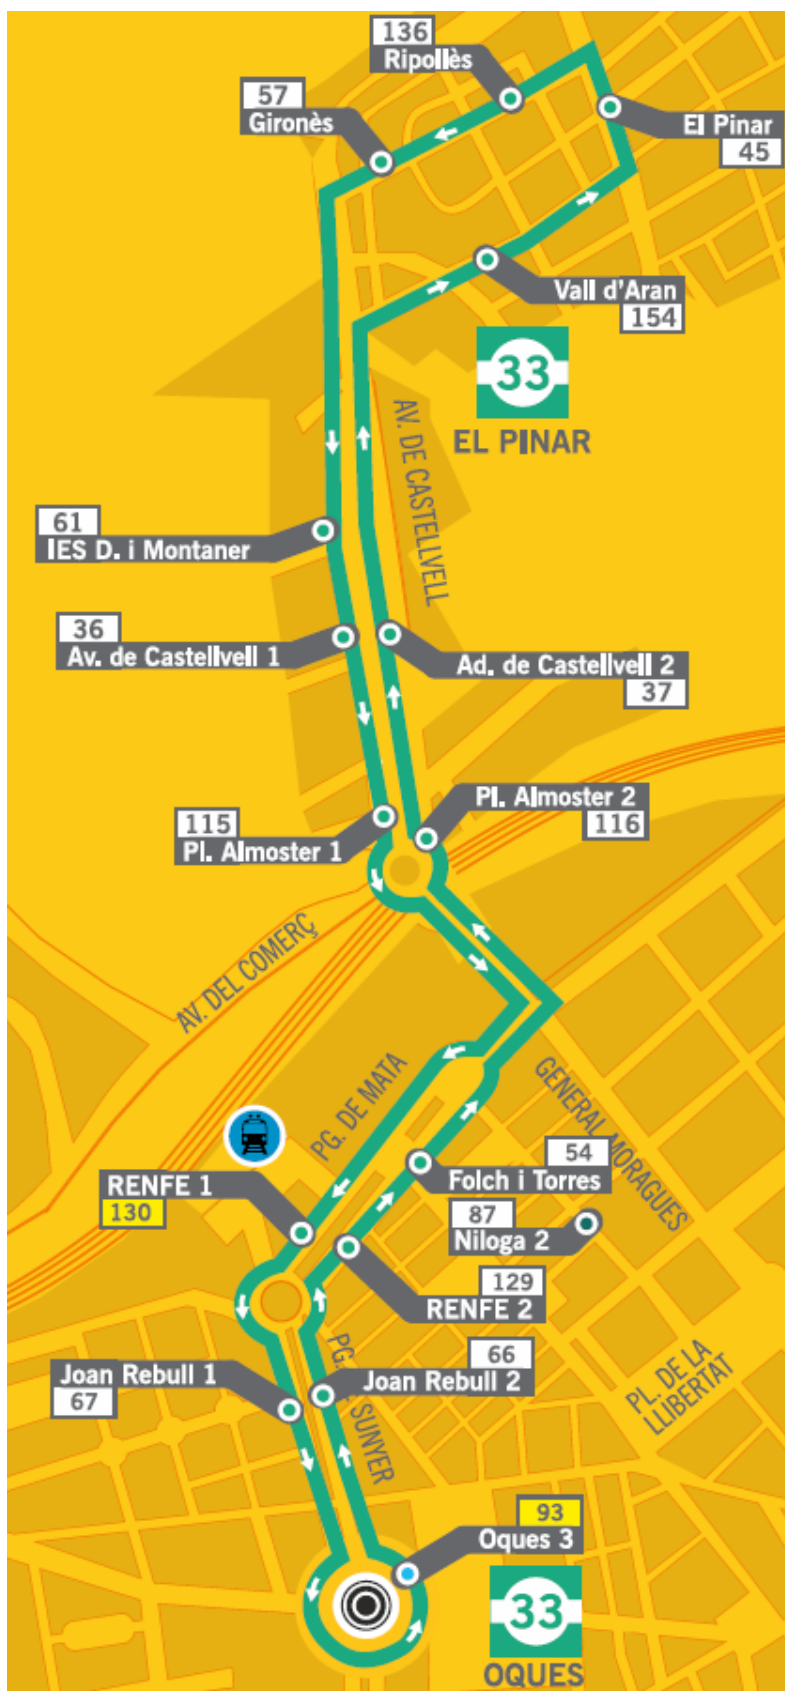 136
Ripollès
57
Gironès
El Pinar
45
Vall d'Aran
154
33
EL PINAR
AV. DE CASTELLVELL
61
IES D. i Montaner
36
Av. de Castellvell 1
Ad. de Castellvell 2
37
Pl. Almoster 2
116
115
Pl. Almoster 1
AV. DEL COMERÇ
PG. DE MATA
GENERAL MORAGUES
54
Folch i Torres
RENFE 1
130
87
Niloga 2
129
RENFE 2
PG.
SUNYER
66
Joan Rebull 2
Joan Rebull 1
67
PL. DE LA
LLIBERTAT
93
Oques 3
33
OQUES